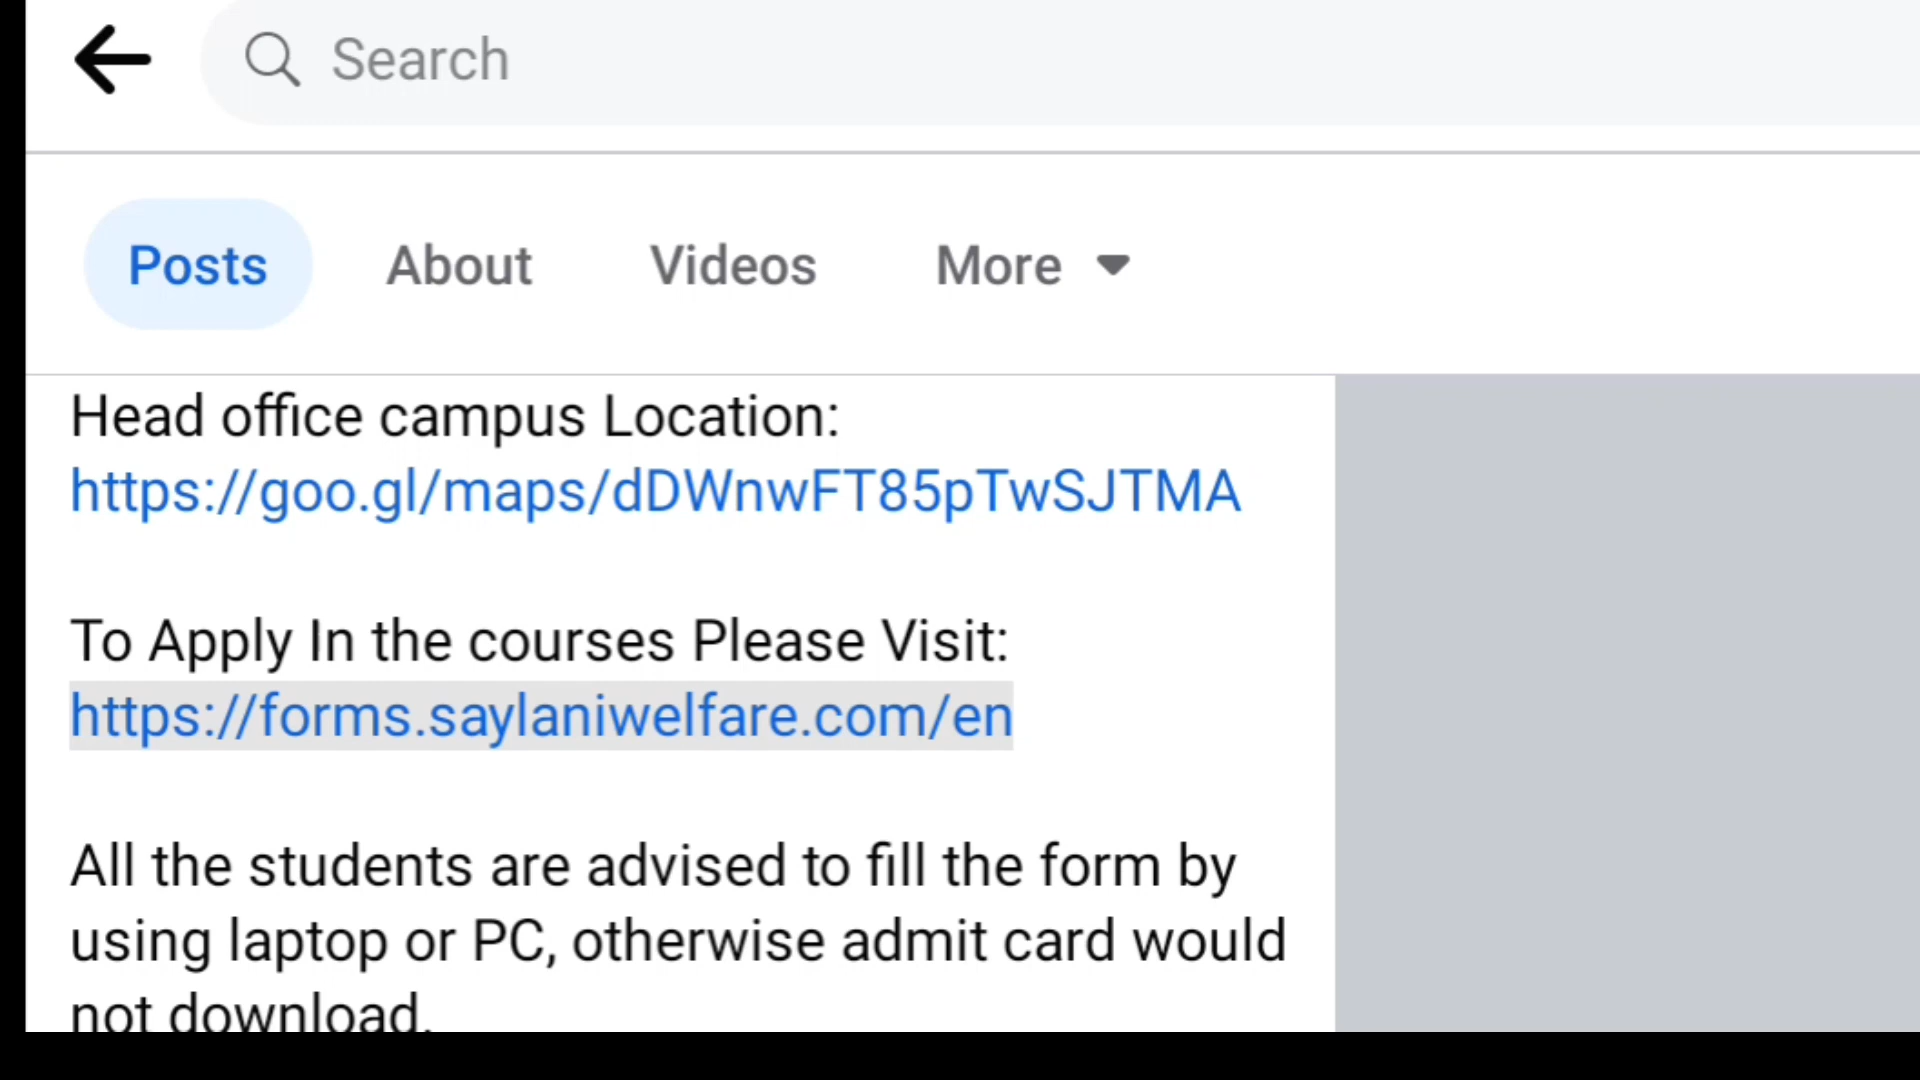 Search
Posts About Videos More
Head office campus Location:
https://goo.gl/maps/dDWnwFT85pTwSJTMA
To Apply In the courses Please Visit:
https://forms.saylaniwelfare.com/en
All the students are advised to fill the form by
using laptop or PC, otherwise admit card would
not download.